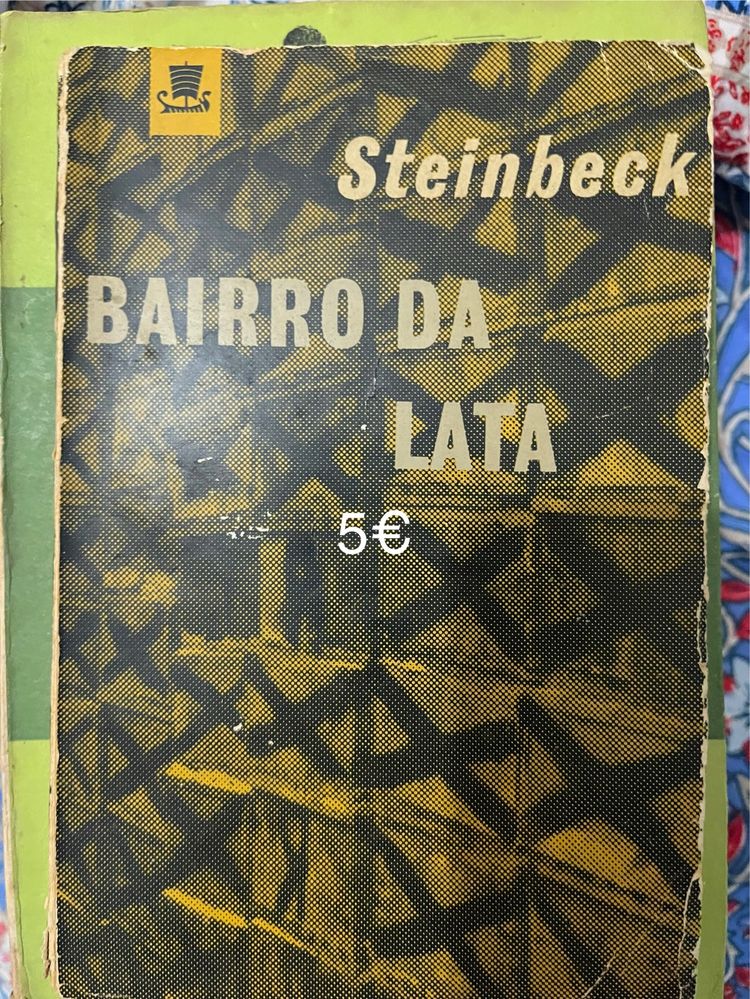 Steinbeck
BAIRRO DA
LATA
5€